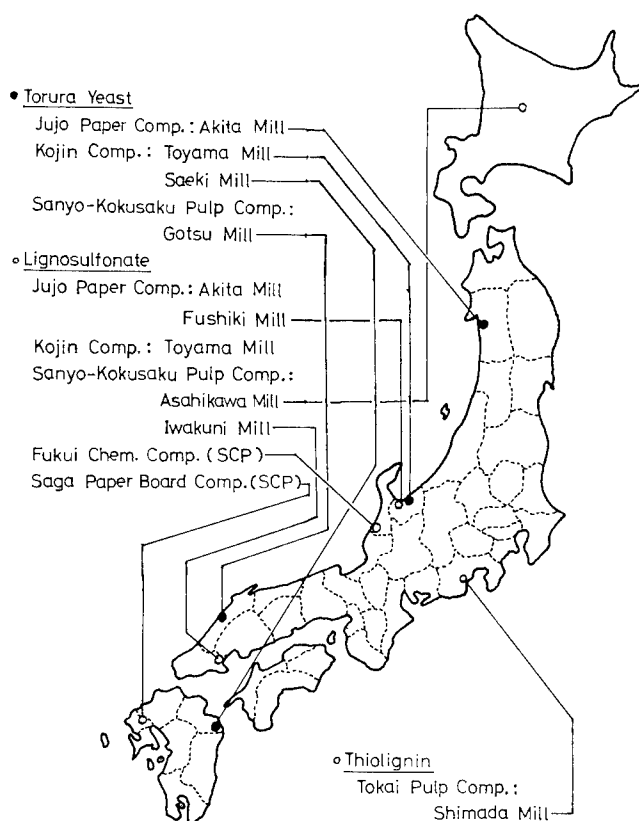 • Torura Yeast
Jujo Paper Comp.: Akita Mill
Kojin Comp.: Toyama Mill
Saeki Mill
Sanyo-Kokusaku Pulp Comp.:
Gotsu Mill
○ Lignosulfonate
Jujo Paper Comp.: Akita Mill
Fushiki Mill
Kojin Comp.: Toyama Mill
Sanyo-Kokusaku Pulp Comp.:
Asahikawa Mill
Iwakuni Mill
Fukui Chem. Comp. (SCP)
Saga Paper Board Comp. (SCP)
○ Thiolignin
Tokai Pulp Comp.:
Shimada Mill